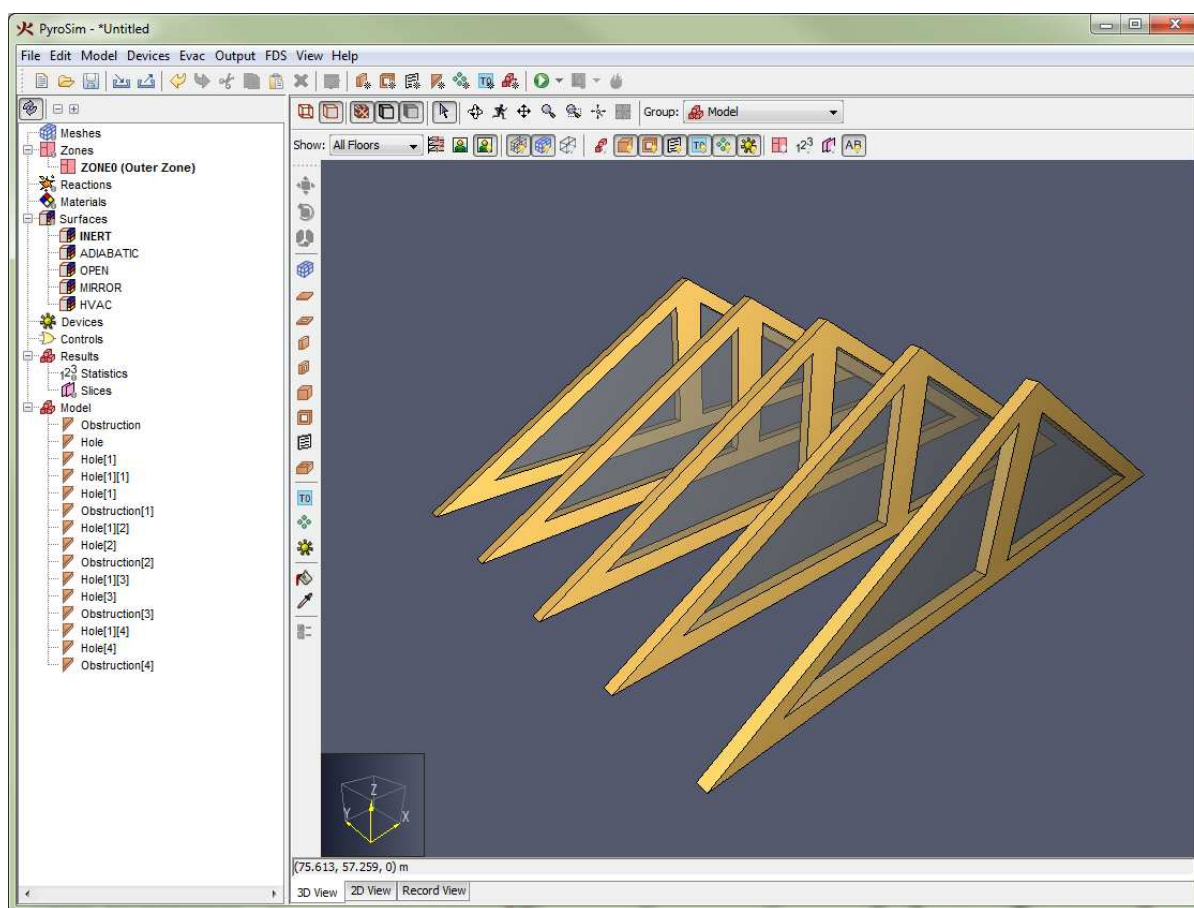 PyroSim - *Untitled
File Edit Model Devices Evac Output FDS View Help
Group: Model
Show: All Floors
Meshes
Zones
ZONE0 (Outer Zone)
Reactions
Materials
Surfaces
INERT
ADIABATIC
OPEN
MIRROR
HVAC
Devices
Controls
Results
Statistics
Slices
Model
Obstruction
Hole
Hole[1]
Hole[1][1]
Hole[1]
Obstruction[1]
Hole[1][2]
Hole[2]
Obstruction[2]
Hole[1][3]
Hole[3]
Obstruction[3]
Hole[1][4]
Hole[4]
Obstruction[4]
Z
Y
X
(75.613, 57.259, 0) m
3D View 2D View Record View